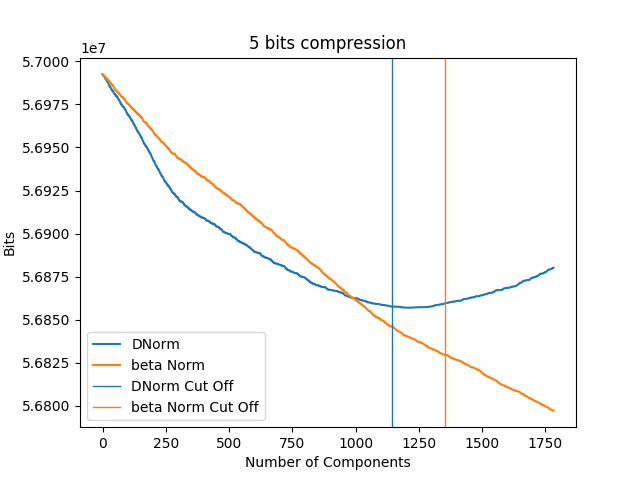 5 bits compression
1e7
5.7000
5.6975
5.6950
5.6925
5.6900
5.6875
5.6850
5.6825
5.6800
Bits
DNorm
beta Norm
DNorm Cut Off
beta Norm Cut Off
0 250 500 750 1000 1250 1500 1750
Number of Components